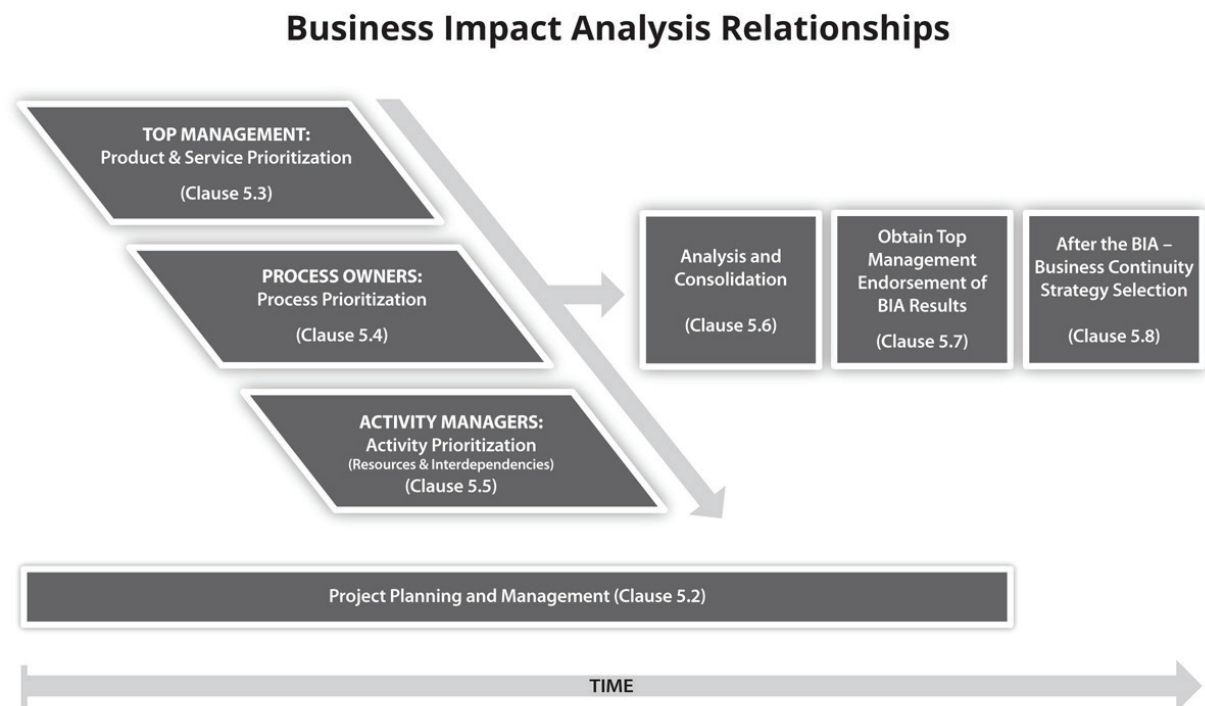 Business Impact Analysis Relationships
TOP MANAGEMENT:
Product & Service Prioritization
(Clause 5.3)
PROCESS OWNERS:
Process Prioritization
(Clause 5.4)
ACTIVITY MANAGERS:
Activity Prioritization
(Resources & Interdependencies)
(Clause 5.5)
Analysis and
Consolidation
(Clause 5.6)
Obtain Top
Management
Endorsement of
BIA Results
(Clause 5.7)
After the BIA –
Business Continuity
Strategy Selection
(Clause 5.8)
Project Planning and Management (Clause 5.2)
TIME